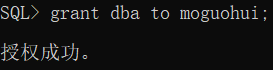 SQL> grant dba to moguohui;
授权成功。